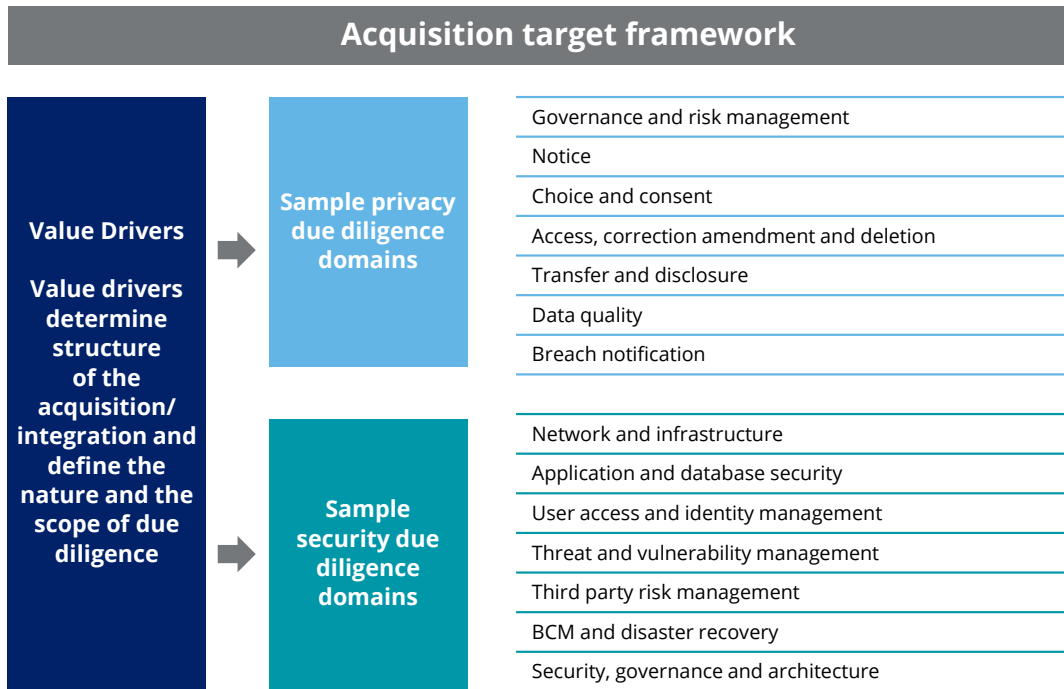 Acquisition target framework
Value Drivers
Value drivers
determine
structure
of the
acquisition/
integration and
define the
nature and the
scope of due
diligence
Sample privacy
due diligence
domains
Governance and risk management
Notice
Choice and consent
Access, correction amendment and deletion
Transfer and disclosure
Data quality
Breach notification
Sample
security due
diligence
domains
Network and infrastructure
Application and database security
User access and identity management
Threat and vulnerability management
Third party risk management
BCM and disaster recovery
Security, governance and architecture